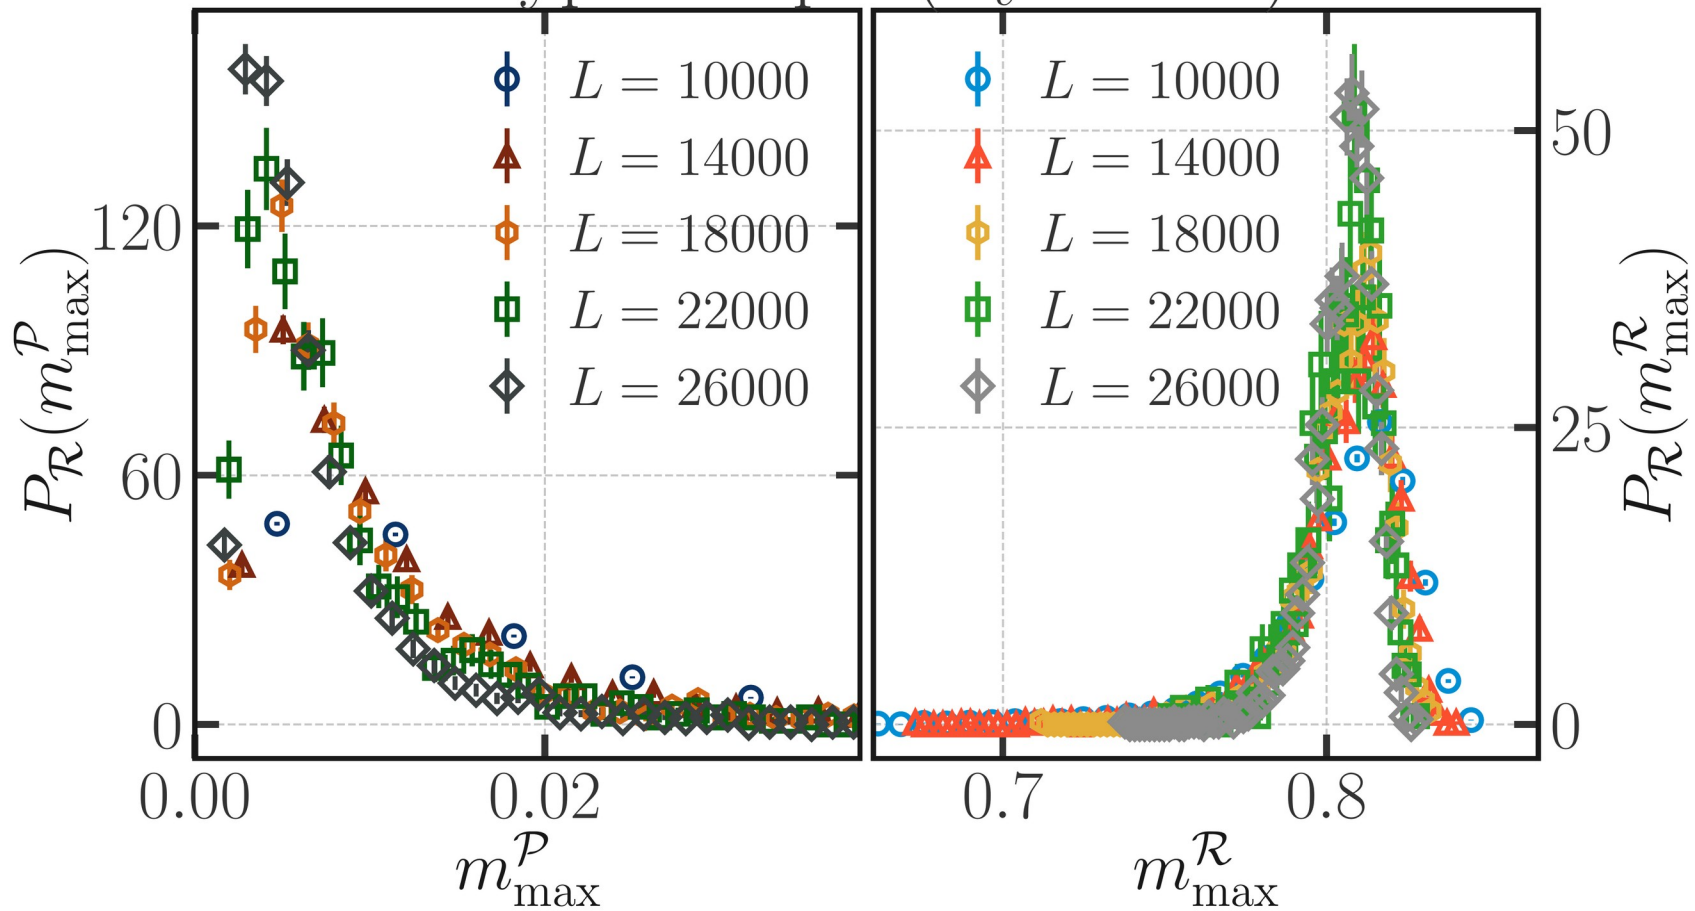 L = 10000
L = 14000
L = 18000
L = 22000
L = 26000
L = 10000
L = 14000
L = 18000
L = 22000
L = 26000
120
60
0
50
25
0
0.00
0.02
0.7
0.8
P_ℛ(m^𝒫_max)
P_ℛ(m^ℛ_max)
m^𝒫_max
m^ℛ_max